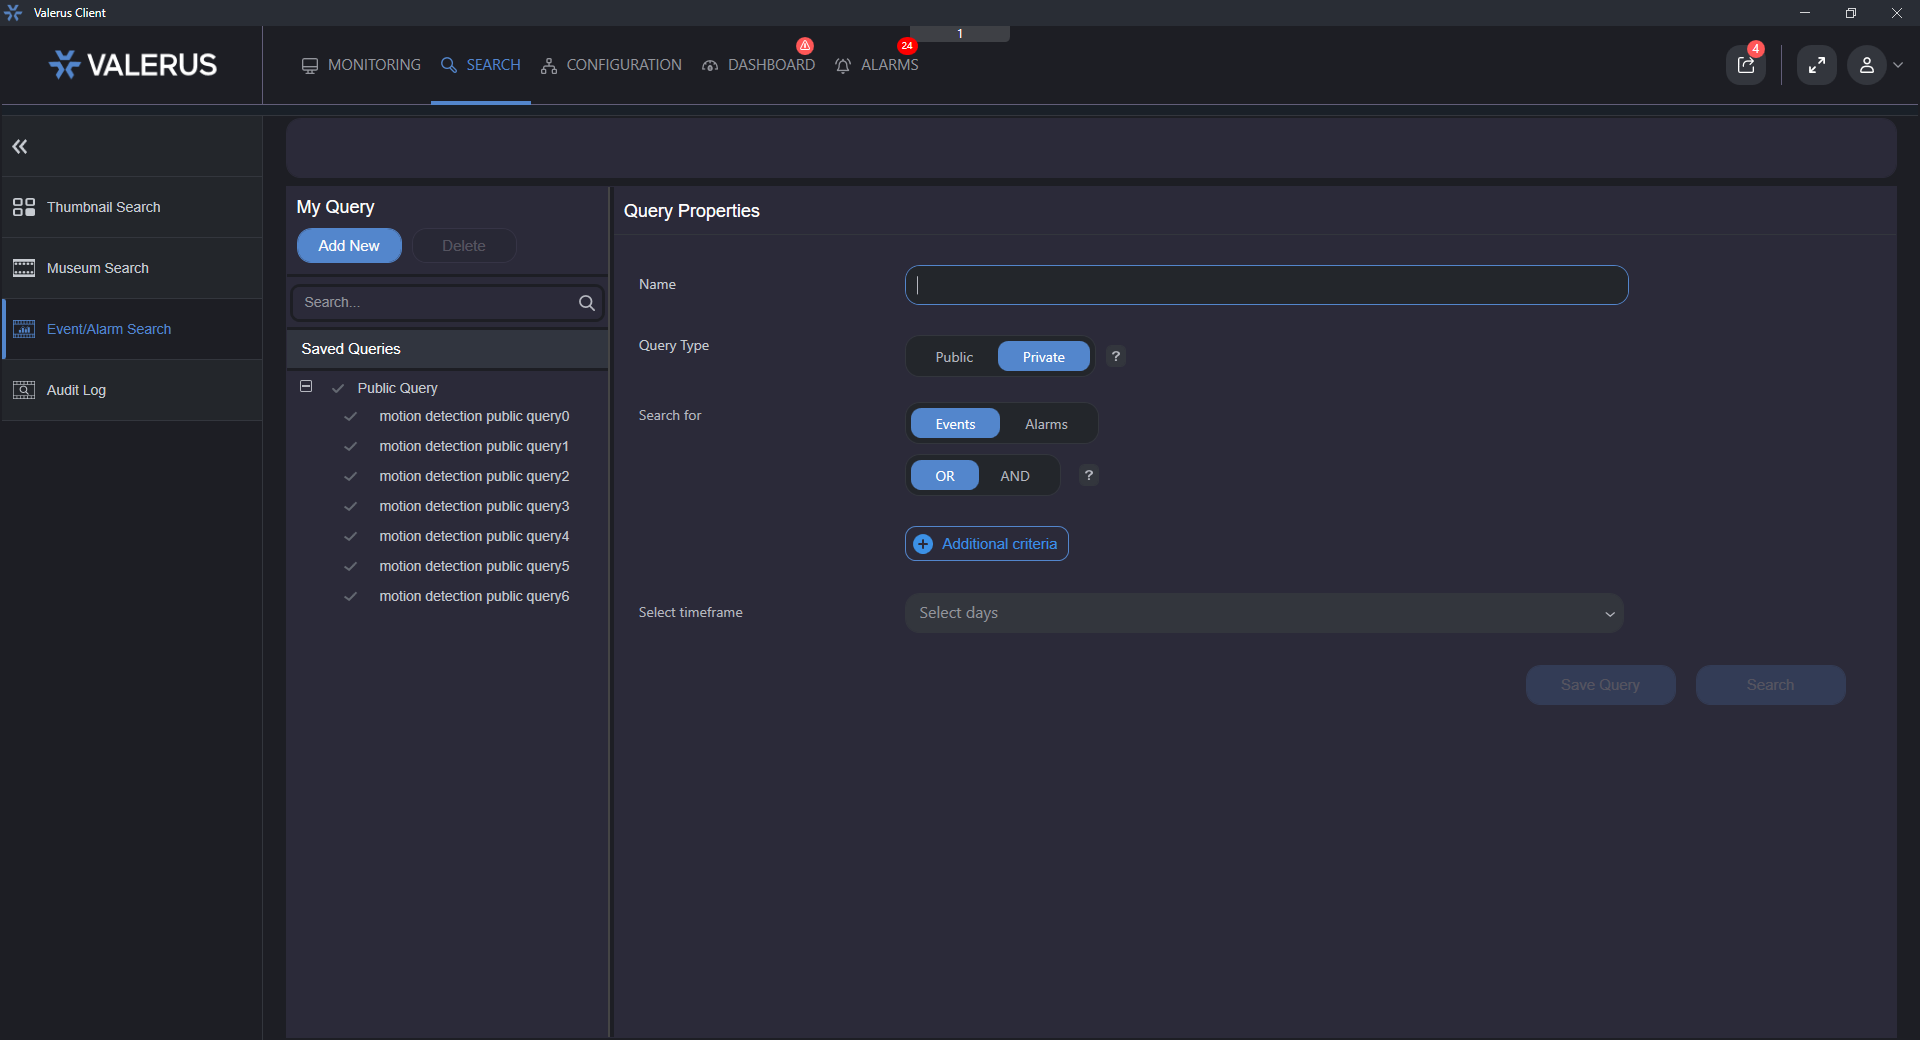 Valerus Client
1
VALERUS
MONITORING
SEARCH
CONFIGURATION
DASHBOARD
24
ALARMS
4
Thumbnail Search
Museum Search
Event/Alarm Search
Audit Log
My Query
Add New
Delete
Search...
Saved Queries
Public Query
motion detection public query0
motion detection public query1
motion detection public query2
motion detection public query3
motion detection public query4
motion detection public query5
motion detection public query6
Query Properties
Name
Query Type
Public
Private
?
Search for
Events
Alarms
OR
AND
?
Additional criteria
Select timeframe
Select days
Save Query
Search